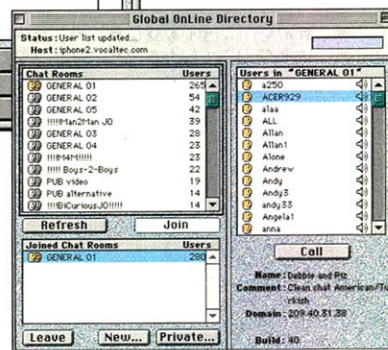 Global OnLine Directory
Status: User list updated...
Host: iphone2.vocaltec.com
Chat Rooms Users
GENERAL 01 265
GENERAL 02 54
GENERAL 05 42
!!!!!Man2Man JO 39
GENERAL 03 28
GENERAL 04 23
!!!!M4M!!!!! 23
!!!!! Boys-2-Boys 22
PUB video 19
PUB alternative 14
!!!!BiCuriousJO!!!!! 14
Refresh Join
Joined Chat Rooms Users
GENERAL 01 280
Leave New... Private...
Users in "GENERAL 01"
a250
ACER929
alaa
ALL
Allan
Allan1
Alone
Andrew
Andy
Andy3
andy33
Angela1
anna
Call
Name: Debbie and Piz
Comment: Clean chat American/Tu
rkish
Domain: 209.40.31.38
Build: 40